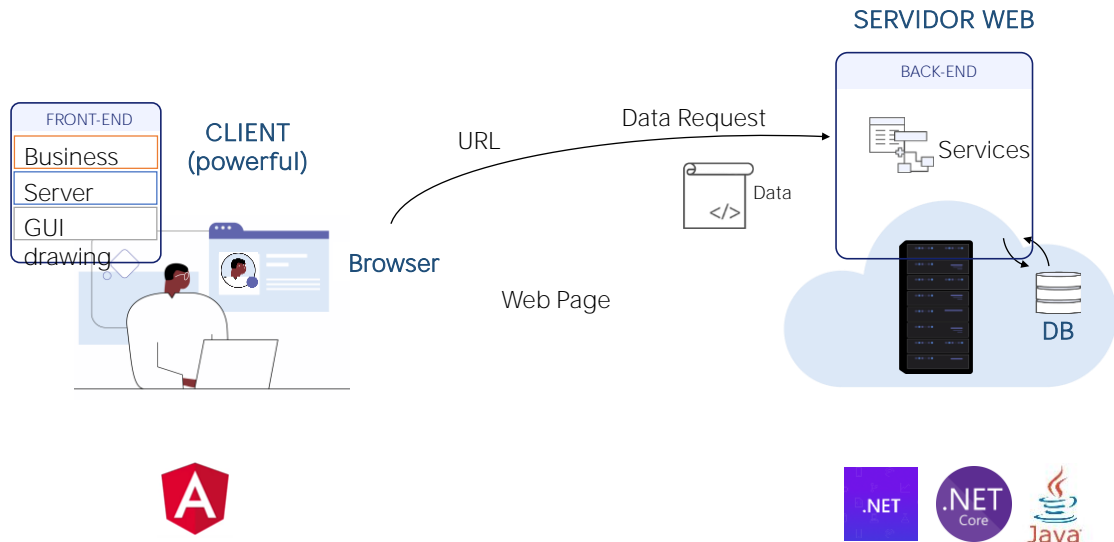 SERVIDOR WEB
BACK-END
Services
FRONT-END
Business
Server
GUI
drawing
CLIENT
(powerful)
URL
Data Request
Data
</>
Browser
Web Page
DB
A
.NET
.NET
Core
Java